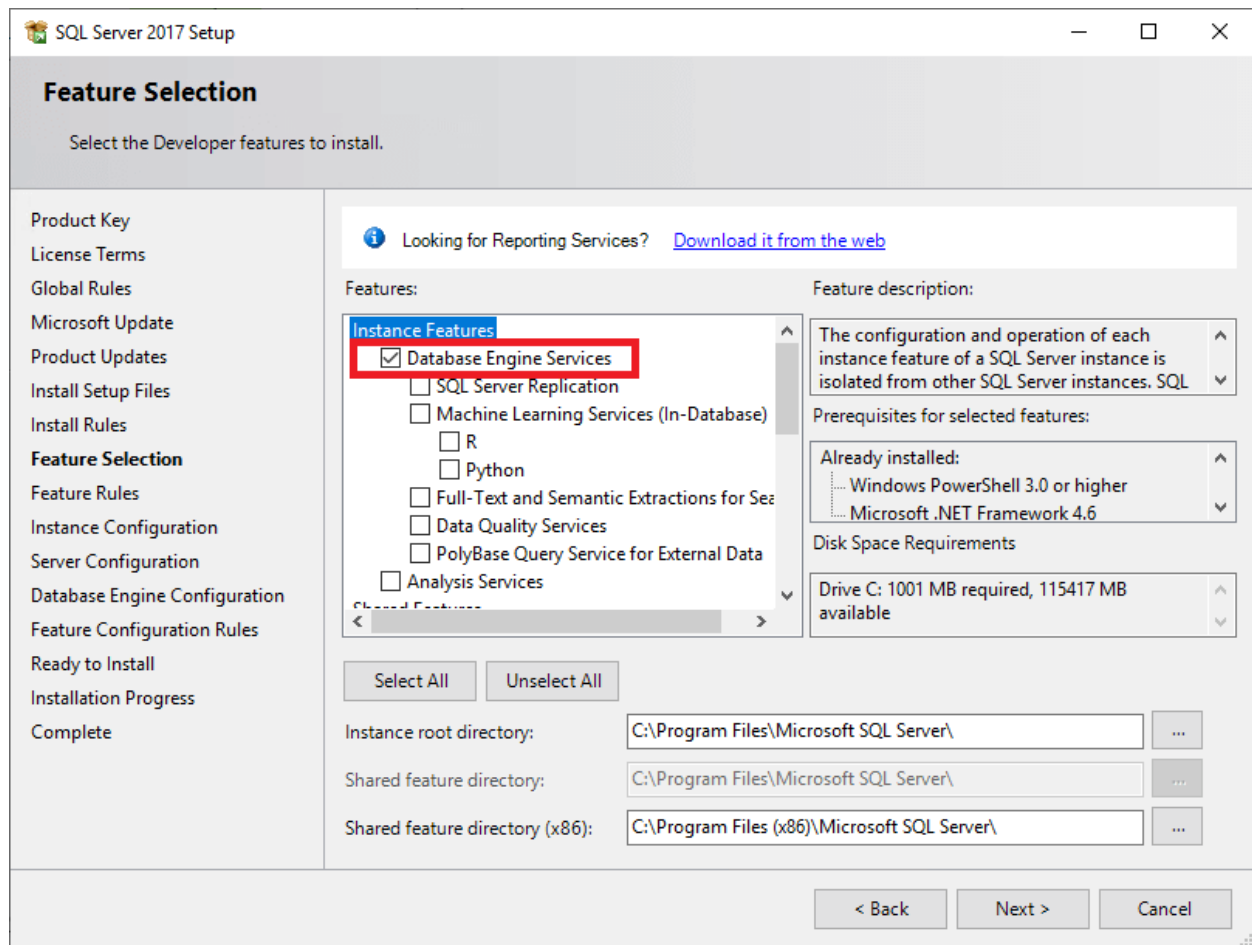 SQL Server 2017 Setup
Feature Selection
Select the Developer features to install.
Product Key
License Terms
Global Rules
Microsoft Update
Product Updates
Install Setup Files
Install Rules
Feature Selection
Feature Rules
Instance Configuration
Server Configuration
Database Engine Configuration
Feature Configuration Rules
Ready to Install
Installation Progress
Complete
Looking for Reporting Services? Download it from the web
Features:
Instance Features
Database Engine Services
SQL Server Replication
Machine Learning Services (In-Database)
R
Python
Full-Text and Semantic Extractions for Sea
Data Quality Services
PolyBase Query Service for External Data
Analysis Services
Shared Features
Feature description:
The configuration and operation of each
instance feature of a SQL Server instance is
isolated from other SQL Server instances. SQL
Prerequisites for selected features:
Already installed:
Windows PowerShell 3.0 or higher
Microsoft .NET Framework 4.6
Disk Space Requirements
Drive C: 1001 MB required, 115417 MB
available
Select All
Unselect All
Instance root directory: C:\Program Files\Microsoft SQL Server\ ...
Shared feature directory: C:\Program Files\Microsoft SQL Server\ ...
Shared feature directory (x86): C:\Program Files (x86)\Microsoft SQL Server\ ...
< Back
Next >
Cancel